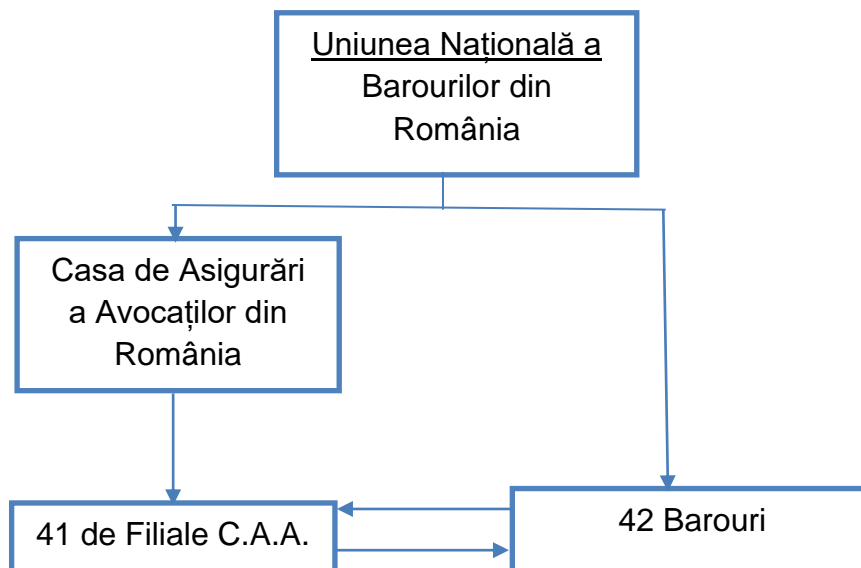 Uniunea Națională a
Barourilor din
România
Casa de Asigurări
a Avocaților din
România
41 de Filiale C.A.A.
42 Barouri